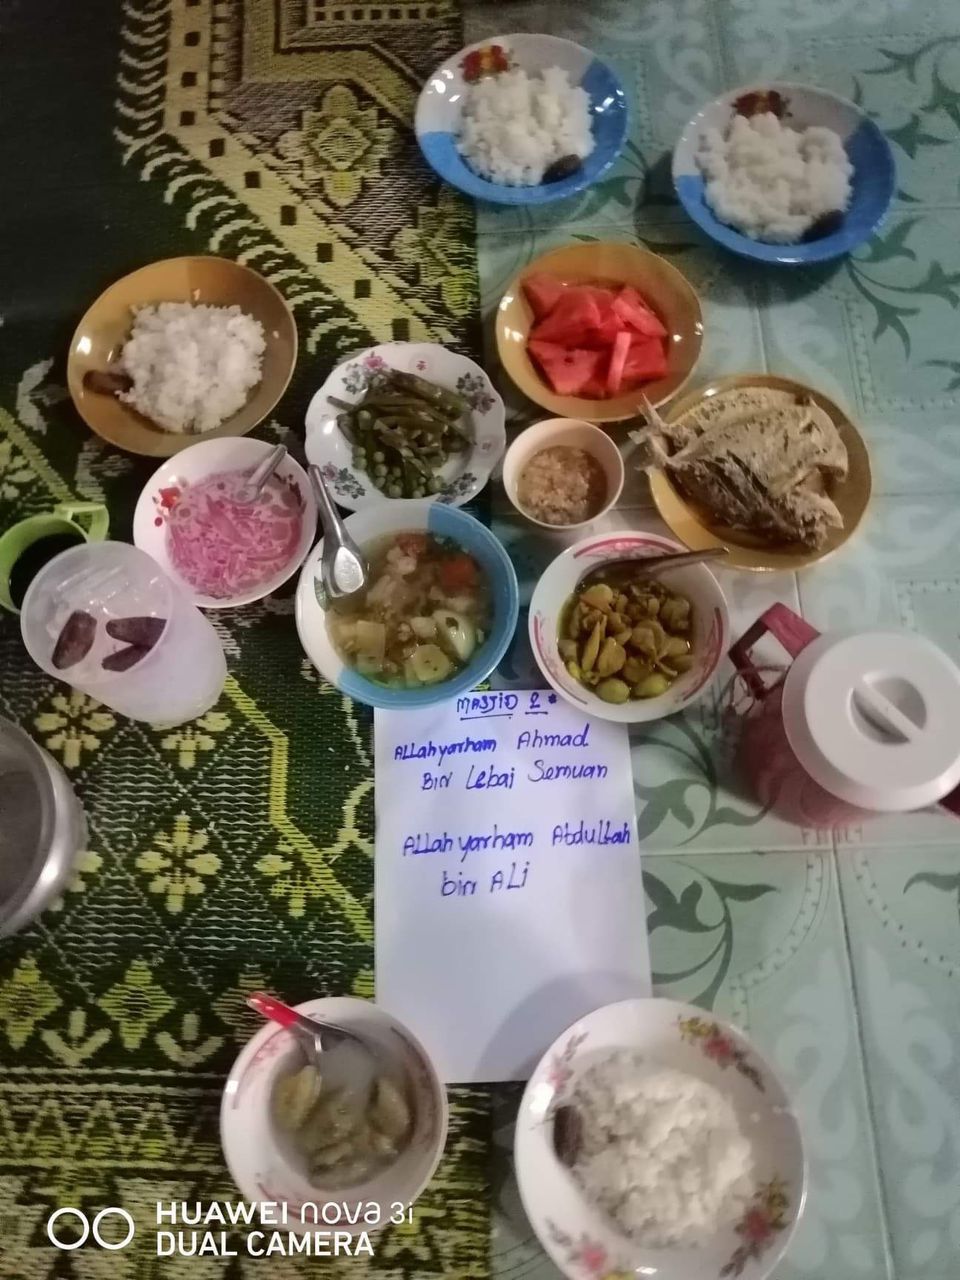 MASJID 2 *
Allahyarham Ahmad
Bin Lebai Semuan
Allahyarham Abdullah
bin Ali
HUAWEI nova 3i
DUAL CAMERA